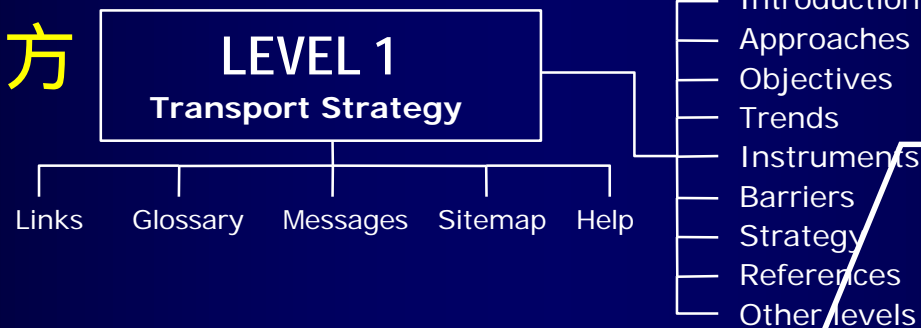 方
LEVEL 1
Transport Strategy
Links Glossary Messages Sitemap Help
Introduction
Approaches
Objectives
Trends
Instruments
Barriers
Strategy
References
Other levels